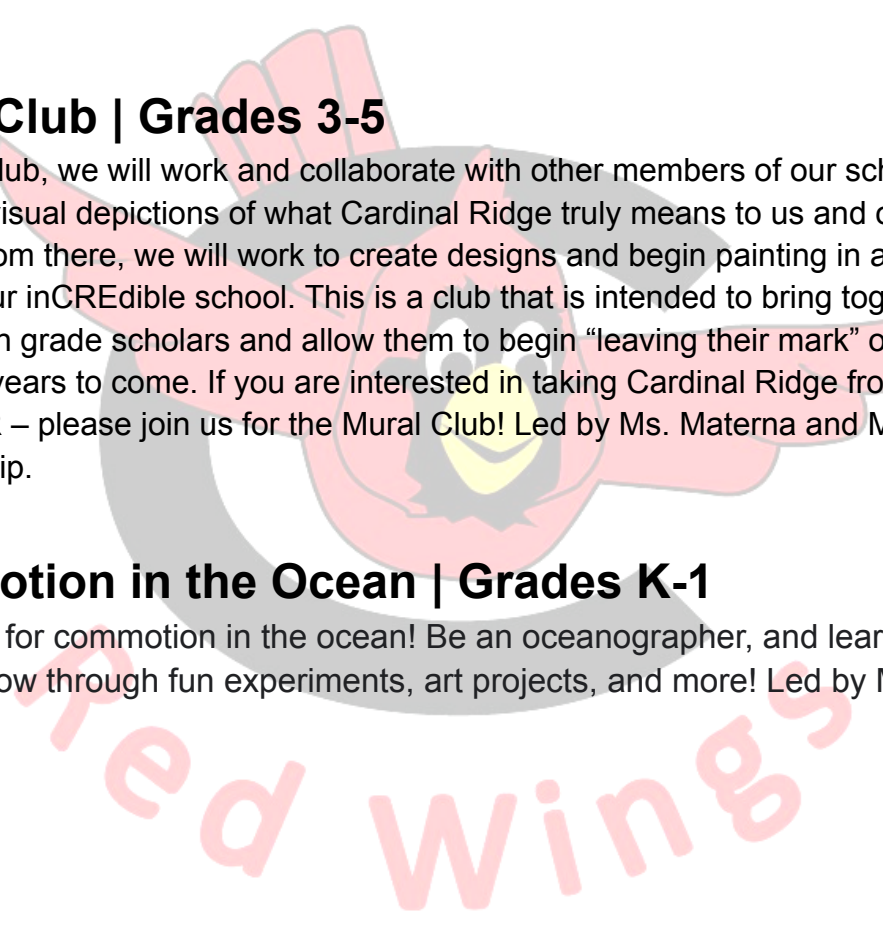 Club | Grades 3-5
lub, we will work and collaborate with other members of our sch
visual depictions of what Cardinal Ridge truly means to us and
om there, we will work to create designs and begin painting in a
ur inCREdible school. This is a club that is intended to bring tog
h grade scholars and allow them to begin “leaving their mark” o
years to come. If you are interested in taking Cardinal Ridge fro
– please join us for the Mural Club! Led by Ms. Materna and M
ip.
otion in the Ocean | Grades K-1
for commotion in the ocean! Be an oceanographer, and lear
ow through fun experiments, art projects, and more! Led by M
Red Wings